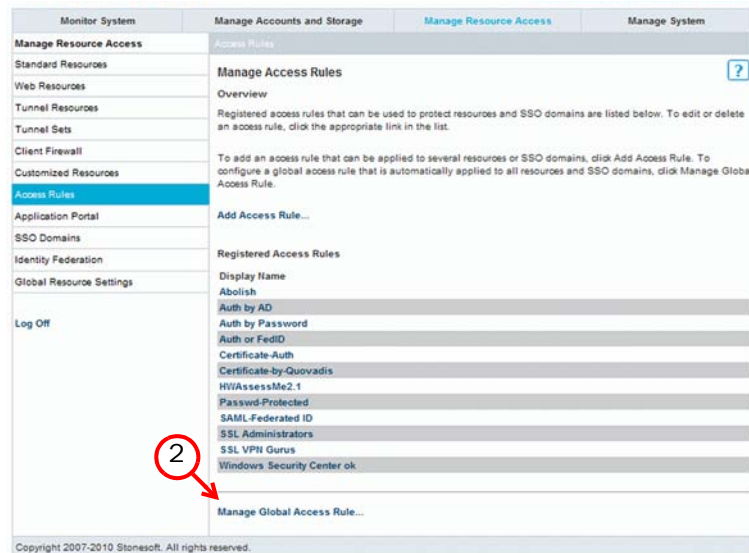 Monitor System
Manage Accounts and Storage
Manage Resource Access
Manage System
Manage Resource Access
Access Rules
Standard Resources
Web Resources
Tunnel Resources
Tunnel Sets
Client Firewall
Customized Resources
Access Rules
Application Portal
SSO Domains
Identity Federation
Global Resource Settings
Log Off
Manage Access Rules
?
Overview
Registered access rules that can be used to protect resources and SSO domains are listed below. To edit or delete
an access rule, click the appropriate link in the list.
To add an access rule that can be applied to several resources or SSO domains, click Add Access Rule. To
configure a global access rule that is automatically applied to all resources and SSO domains, click Manage Globa
Access Rule.
Add Access Rule...
Registered Access Rules
Display Name
Abolish
Auth by AD
Auth by Password
Auth or FedID
Certificate-Auth
Certificate-by-Quovadis
HWAssessMe2.1
Passwd-Protected
SAML-Federated ID
SSL Administrators
SSL VPN Gurus
Windows Security Center ok
2
Manage Global Access Rule...
Copyright 2007-2010 Stonesoft. All rights reserved.